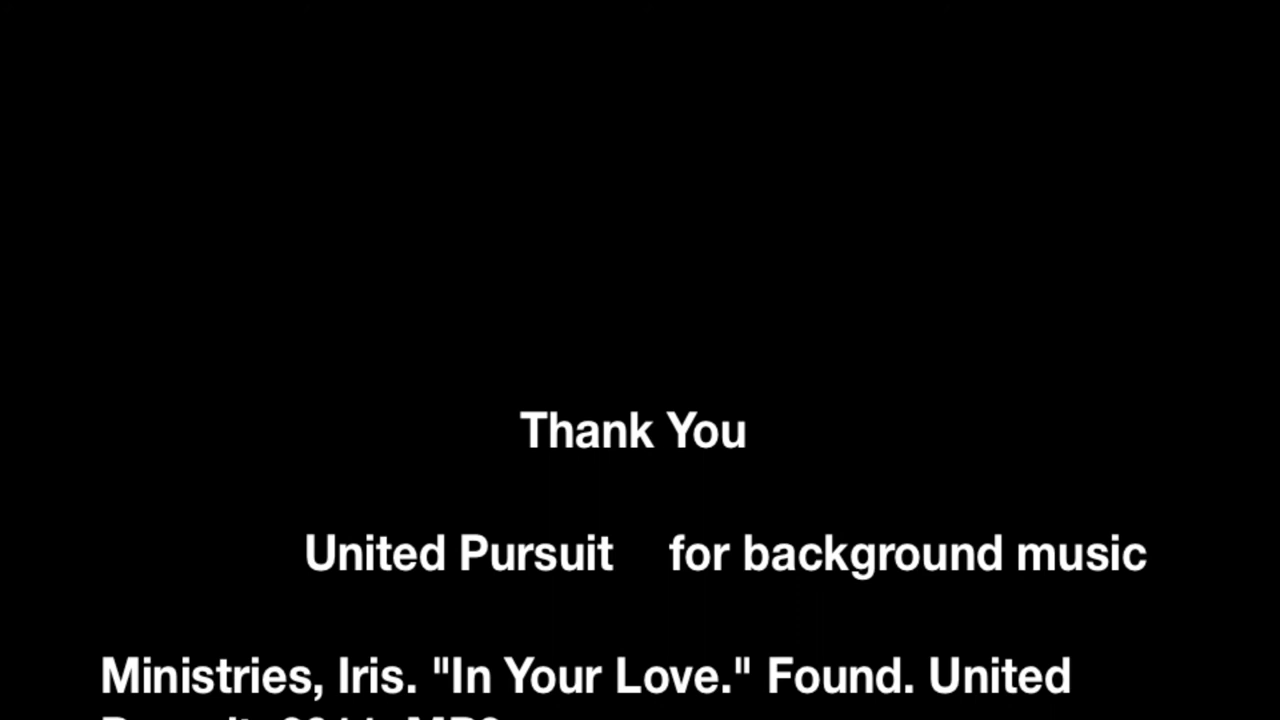 Thank You
United Pursuit for background music
Ministries, Iris. "In Your Love." Found. United